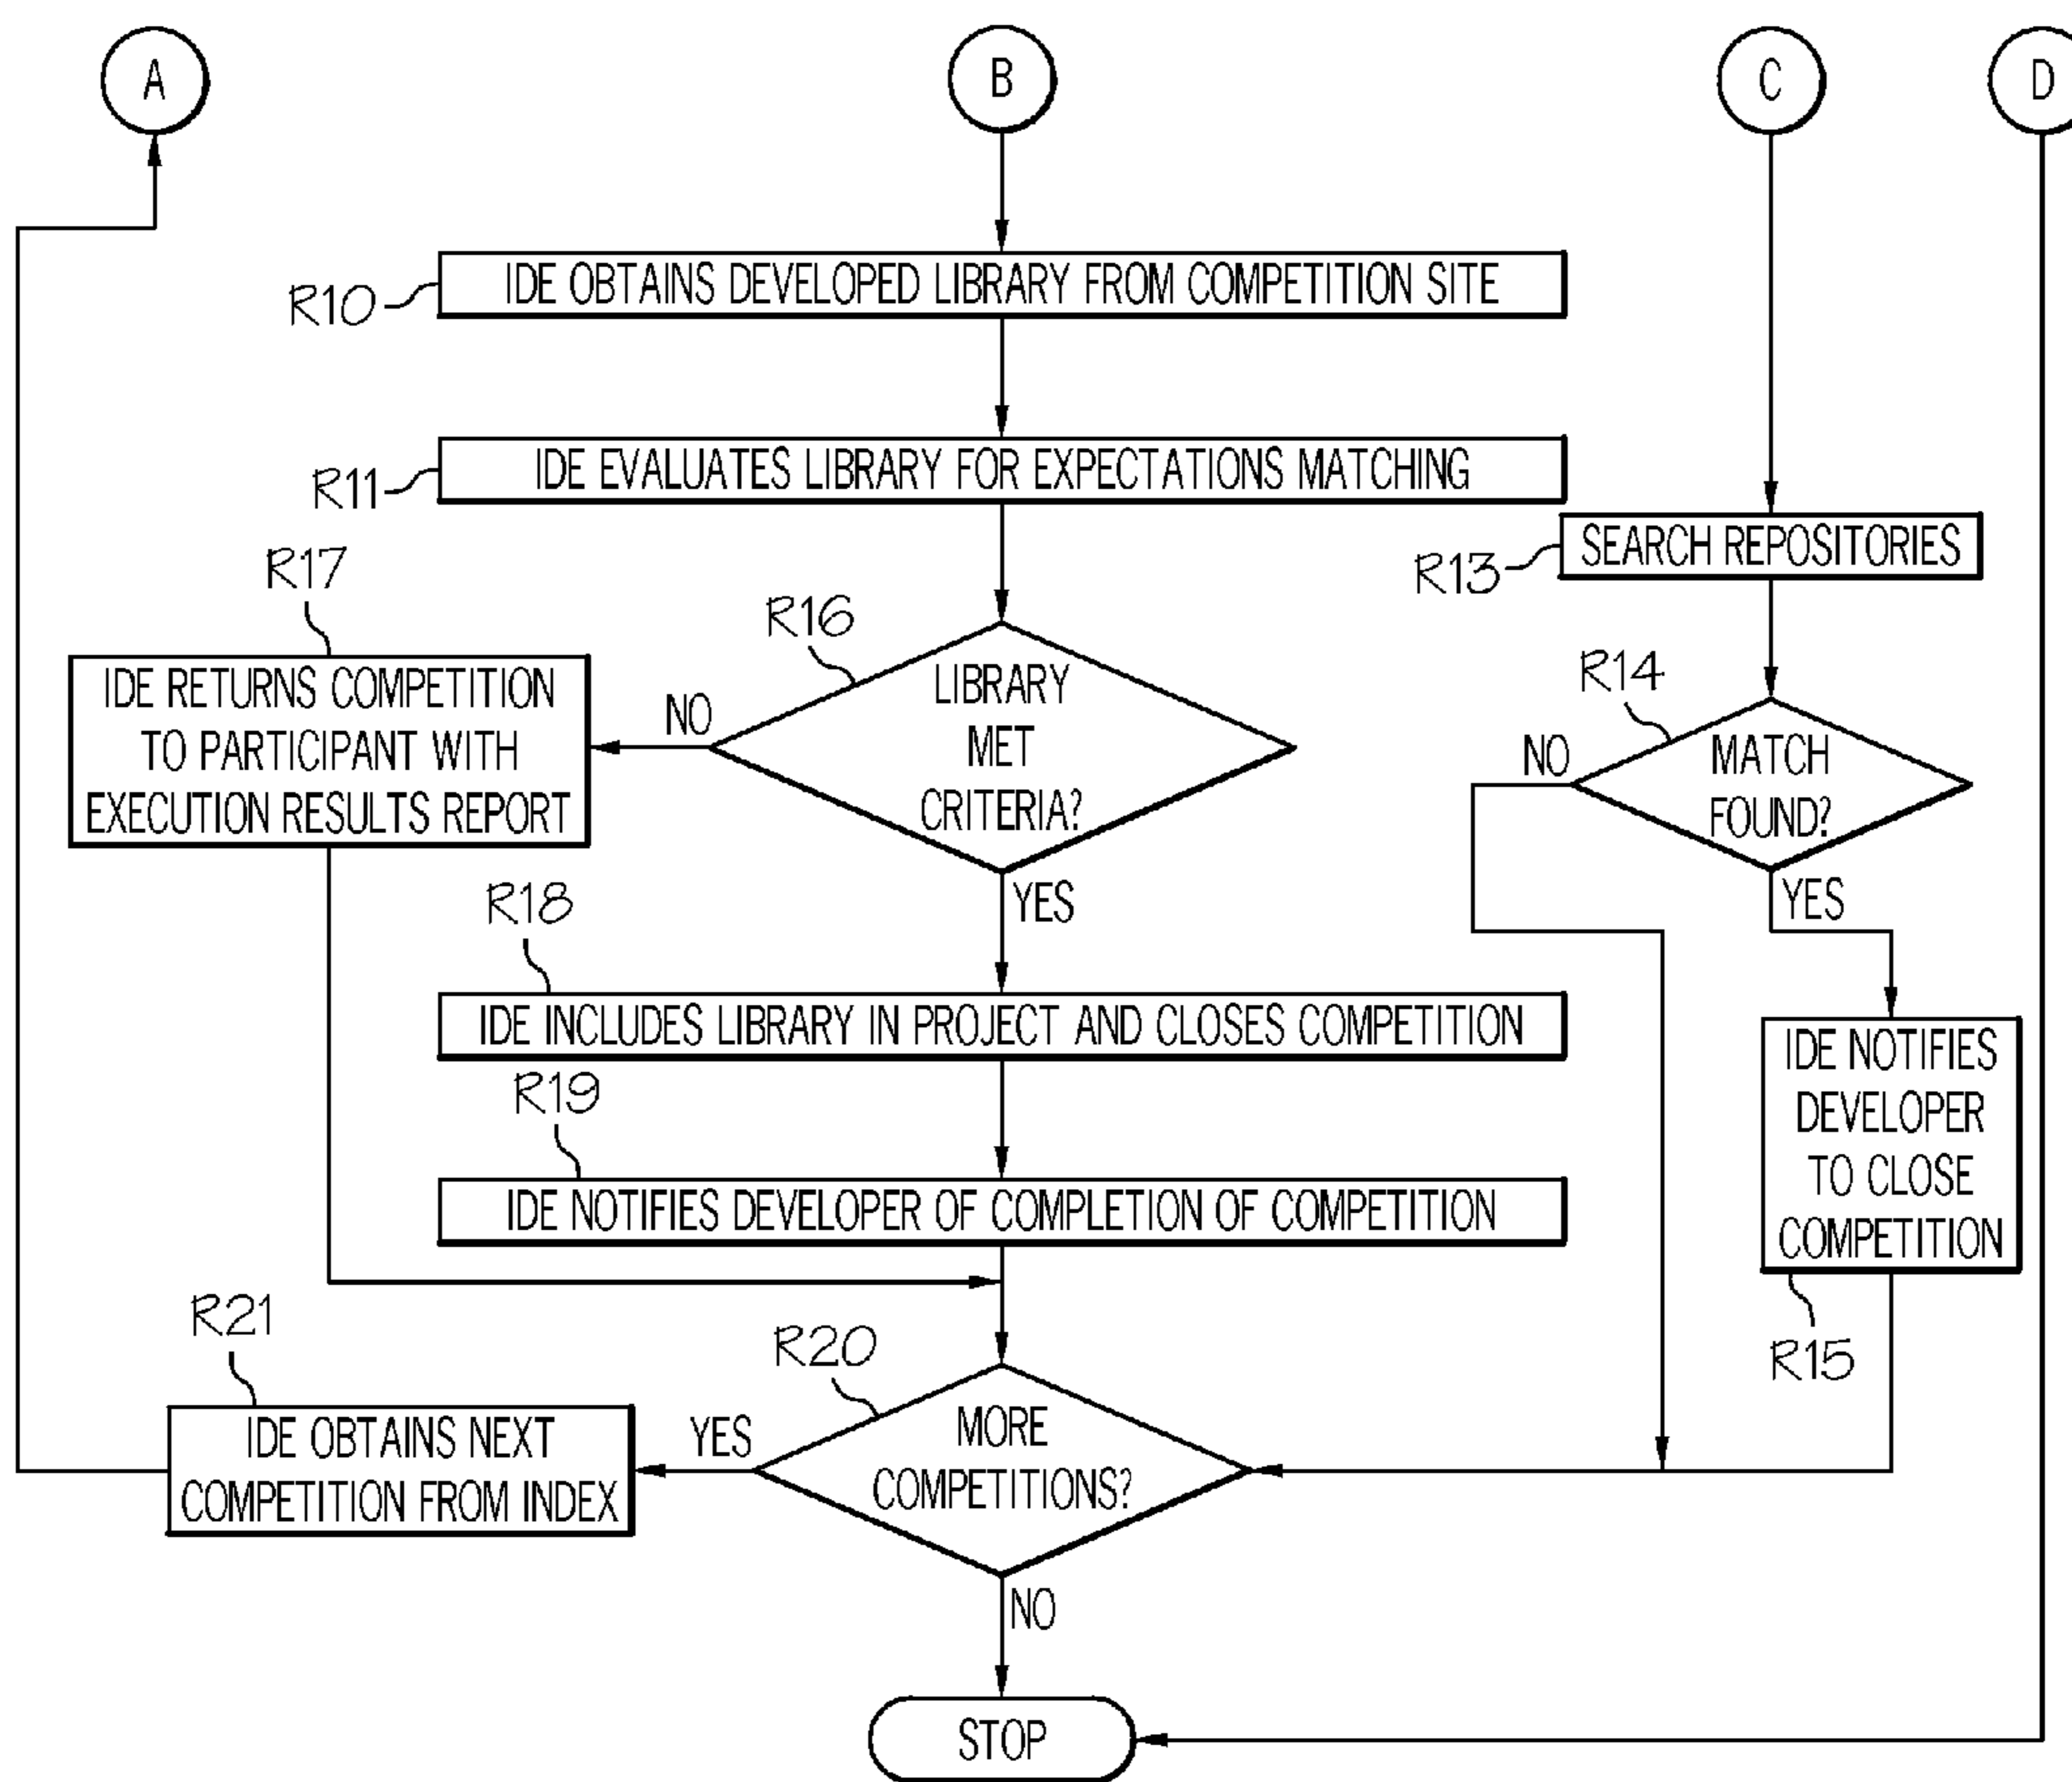 A
B
C
D
R10
IDE OBTAINS DEVELOPED LIBRARY FROM COMPETITION SITE
R11
IDE EVALUATES LIBRARY FOR EXPECTATIONS MATCHING
R13
SEARCH REPOSITORIES
R17
IDE RETURNS COMPETITION
TO PARTICIPANT WITH
EXECUTION RESULTS REPORT
R16
NO
LIBRARY
MET
CRITERIA?
YES
R14
NO
MATCH
FOUND?
YES
R18
IDE INCLUDES LIBRARY IN PROJECT AND CLOSES COMPETITION
R19
IDE NOTIFIES DEVELOPER OF COMPLETION OF COMPETITION
IDE NOTIFIES
DEVELOPER
TO CLOSE
COMPETITION
R15
R21
IDE OBTAINS NEXT
COMPETITION FROM INDEX
R20
YES
MORE
COMPETITIONS?
NO
STOP